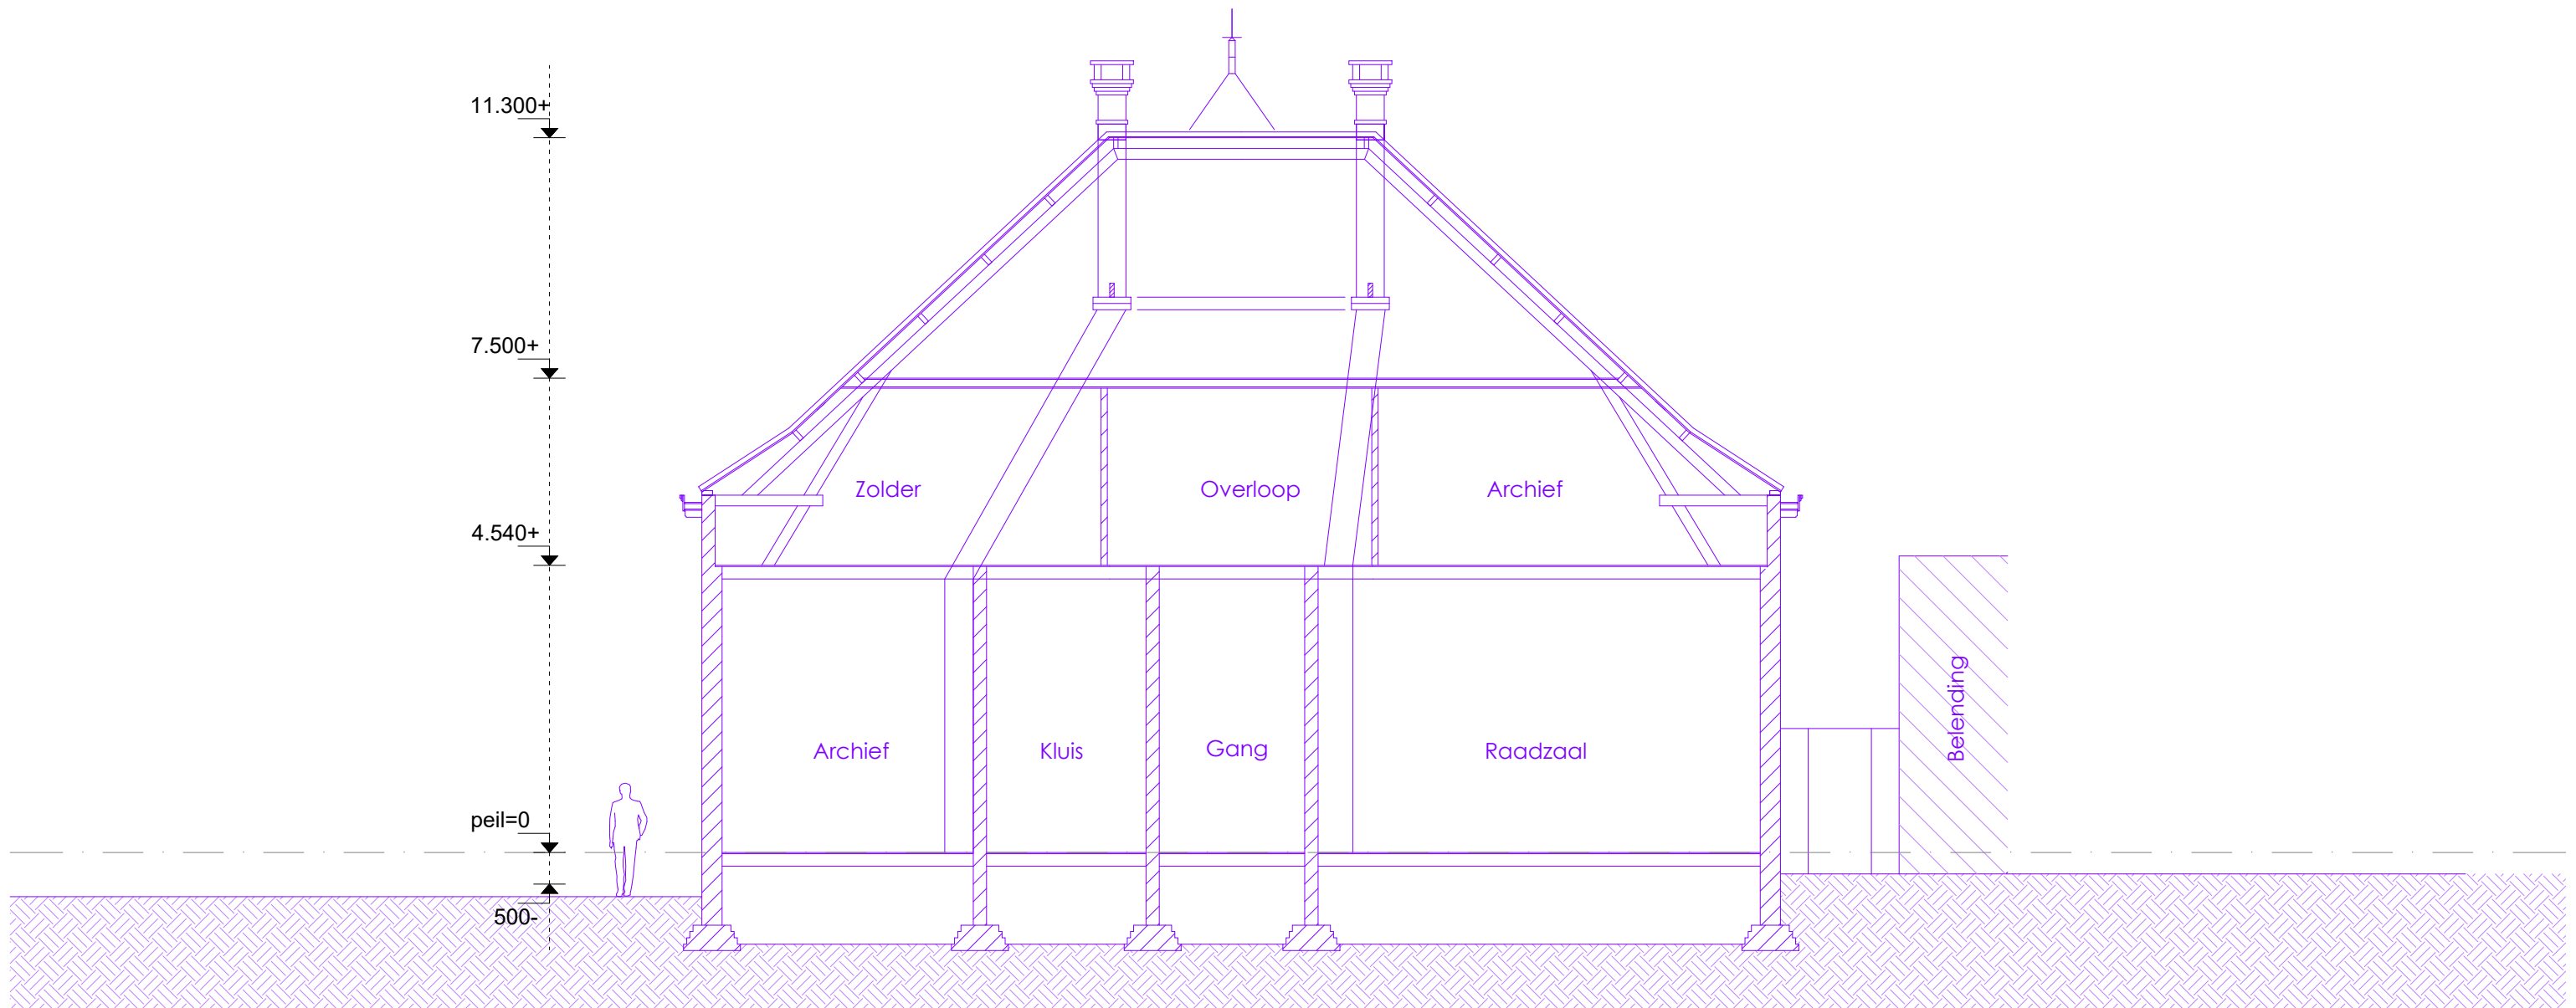 11.300+
7.500+
Zolder
Overloop
Archief
4.540+
Belending
Archief
Kluis
Gang
Raadzaal
peil=0
500-